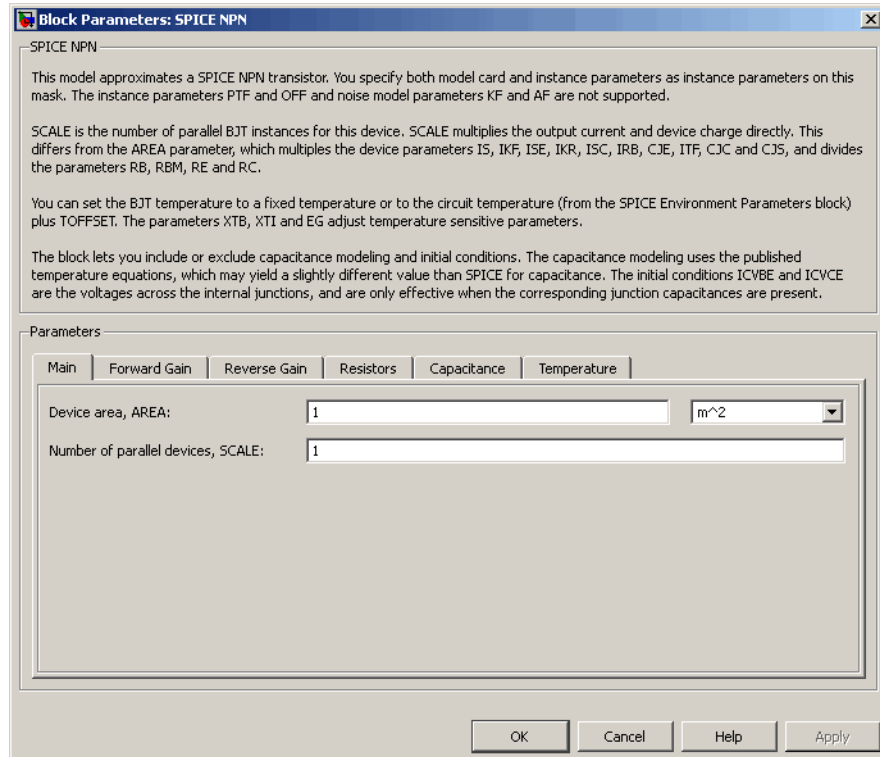 Block Parameters: SPICE NPN
SPICE NPN
This model approximates a SPICE NPN transistor. You specify both model card and instance parameters as instance parameters on this
mask. The instance parameters PTF and OFF and noise model parameters KF and AF are not supported.
SCALE is the number of parallel BJT instances for this device. SCALE multiplies the output current and device charge directly. This
differs from the AREA parameter, which multiples the device parameters IS, IKF, ISE, IKR, ISC, IRB, CJE, ITF, CJC and CJS, and divides
the parameters RB, RBM, RE and RC.
You can set the BJT temperature to a fixed temperature or to the circuit temperature (from the SPICE Environment Parameters block)
plus TOFFSET. The parameters XTB, XTI and EG adjust temperature sensitive parameters.
The block lets you include or exclude capacitance modeling and initial conditions. The capacitance modeling uses the published
temperature equations, which may yield a slightly different value than SPICE for capacitance. The initial conditions ICVBE and ICVCE
are the voltages across the internal junctions, and are only effective when the corresponding junction capacitances are present.
Parameters
Main Forward Gain Reverse Gain Resistors Capacitance Temperature
Device area, AREA: 1 m^2
Number of parallel devices, SCALE: 1
OK Cancel Help Apply